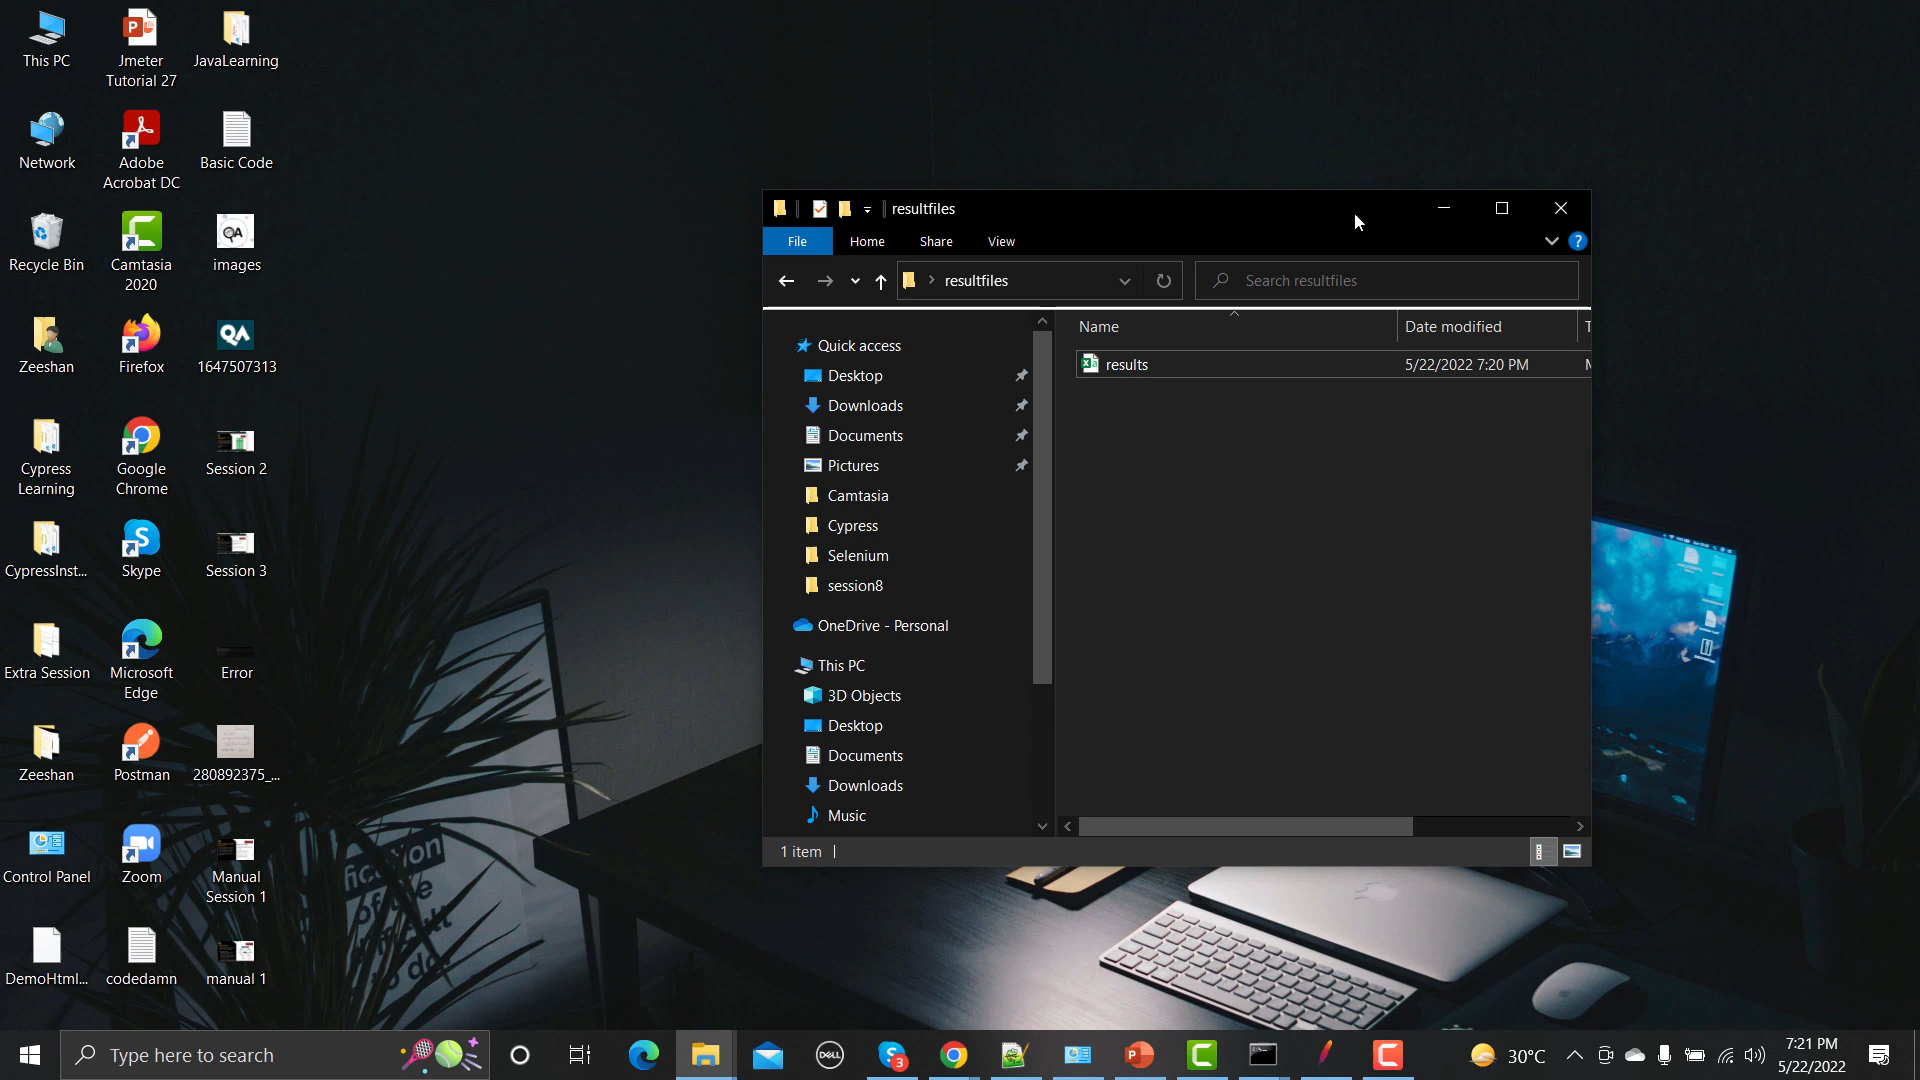 This PC
Jmeter
Tutorial 27
JavaLearning
Network
Adobe
Acrobat DC
Basic Code
Recycle Bin
Camtasia
2020
images
Zeeshan
Firefox
1647507313
Cypress
Learning
Google
Chrome
Session 2
CypressInst...
Skype
Session 3
Extra Session
Microsoft
Edge
Error
Zeeshan
Postman
280892375_...
Control Panel
Zoom
Manual
Session 1
DemoHtml...
codedamn
manual 1
resultfiles
File
Home
Share
View
resultfiles
Search resultfiles
Name
Date modified
results
5/22/2022 7:20 PM
Quick access
Desktop
Downloads
Documents
Pictures
Camtasia
Cypress
Selenium
session8
OneDrive - Personal
This PC
3D Objects
Desktop
Documents
Downloads
Music
1 item
Type here to search
DELL
3
30°C
7:21 PM
5/22/2022